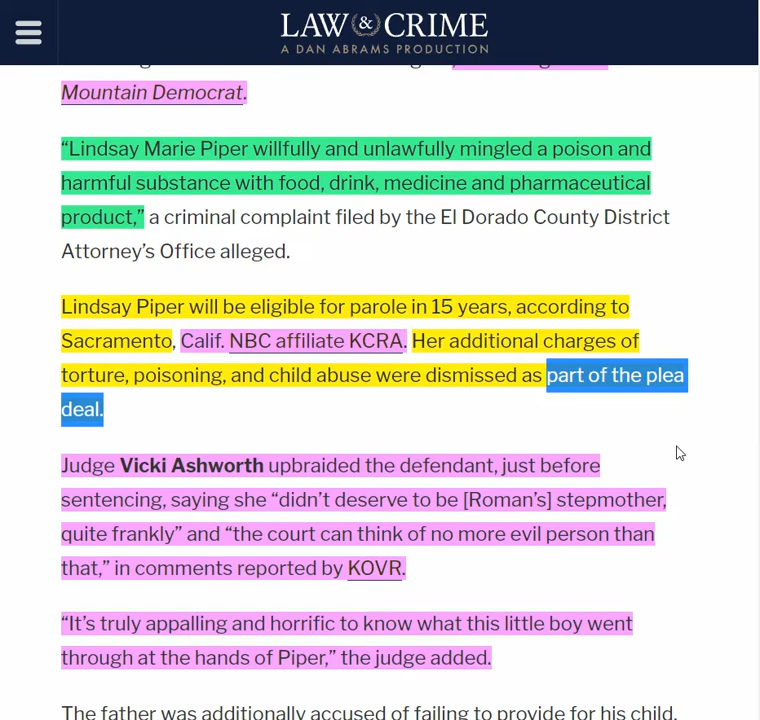 LAW & CRIME
A DAN ABRAMS PRODUCTION
Mountain Democrat.
“Lindsay Marie Piper willfully and unlawfully mingled a poison and
harmful substance with food, drink, medicine and pharmaceutical
product,” a criminal complaint filed by the El Dorado County District
Attorney’s Office alleged.
Lindsay Piper will be eligible for parole in 15 years, according to
Sacramento, Calif. NBC affiliate KCRA. Her additional charges of
torture, poisoning, and child abuse were dismissed as part of the plea
deal.
Judge Vicki Ashworth upbraided the defendant, just before
sentencing, saying she “didn’t deserve to be [Roman’s] stepmother,
quite frankly” and “the court can think of no more evil person than
that,” in comments reported by KOVR.
“It’s truly appalling and horrific to know what this little boy went
through at the hands of Piper,” the judge added.
The father was additionally accused of failing to provide for his child,